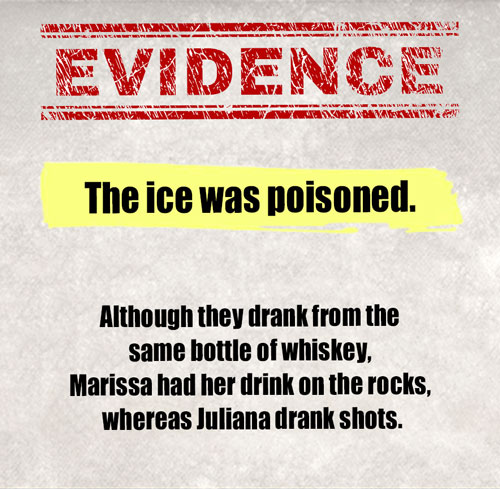 EVIDENCE
The ice was poisoned.
Although they drank from the
same bottle of whiskey,
Marissa had her drink on the rocks,
whereas Juliana drank shots.